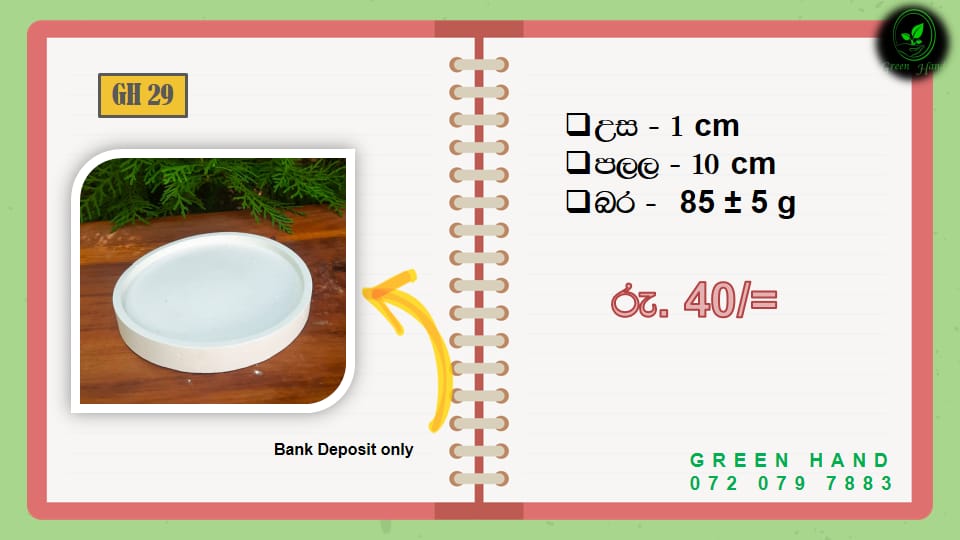 Green Hand
GH 29
❑උස - 1 cm
❑පළල - 10 cm
❑බර - 85 ± 5 g
රු. 40/=
Bank Deposit only
GREEN HAND
072 079 7883